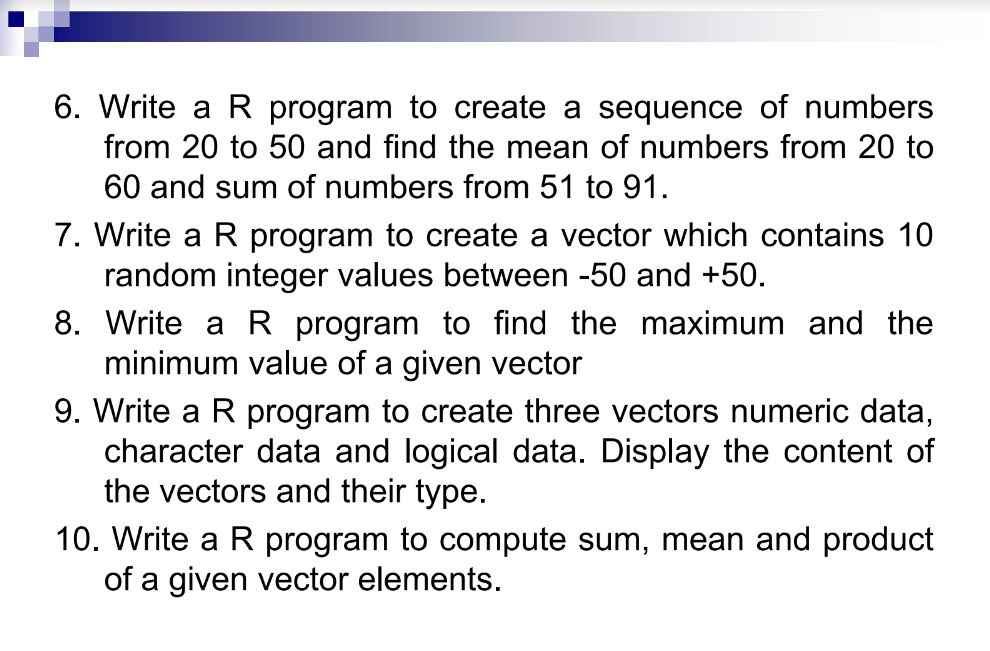 6. Write a R program to create a sequence of numbers
from 20 to 50 and find the mean of numbers from 20 to
60 and sum of numbers from 51 to 91.
7. Write a R program to create a vector which contains 10
random integer values between -50 and +50.
8. Write a R program to find the maximum and the
minimum value of a given vector
9. Write a R program to create three vectors numeric data,
character data and logical data. Display the content of
the vectors and their type.
10. Write a R program to compute sum, mean and product
of a given vector elements.